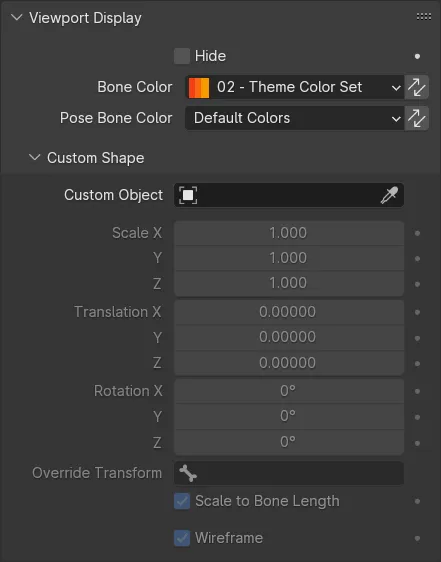 Viewport Display
Hide
Bone Color 02 - Theme Color Set
Pose Bone Color Default Colors
Custom Shape
Custom Object
Scale X 1.000
Y 1.000
Z 1.000
Translation X 0.00000
Y 0.00000
Z 0.00000
Rotation X 0°
Y 0°
Z 0°
Override Transform
Scale to Bone Length
Wireframe